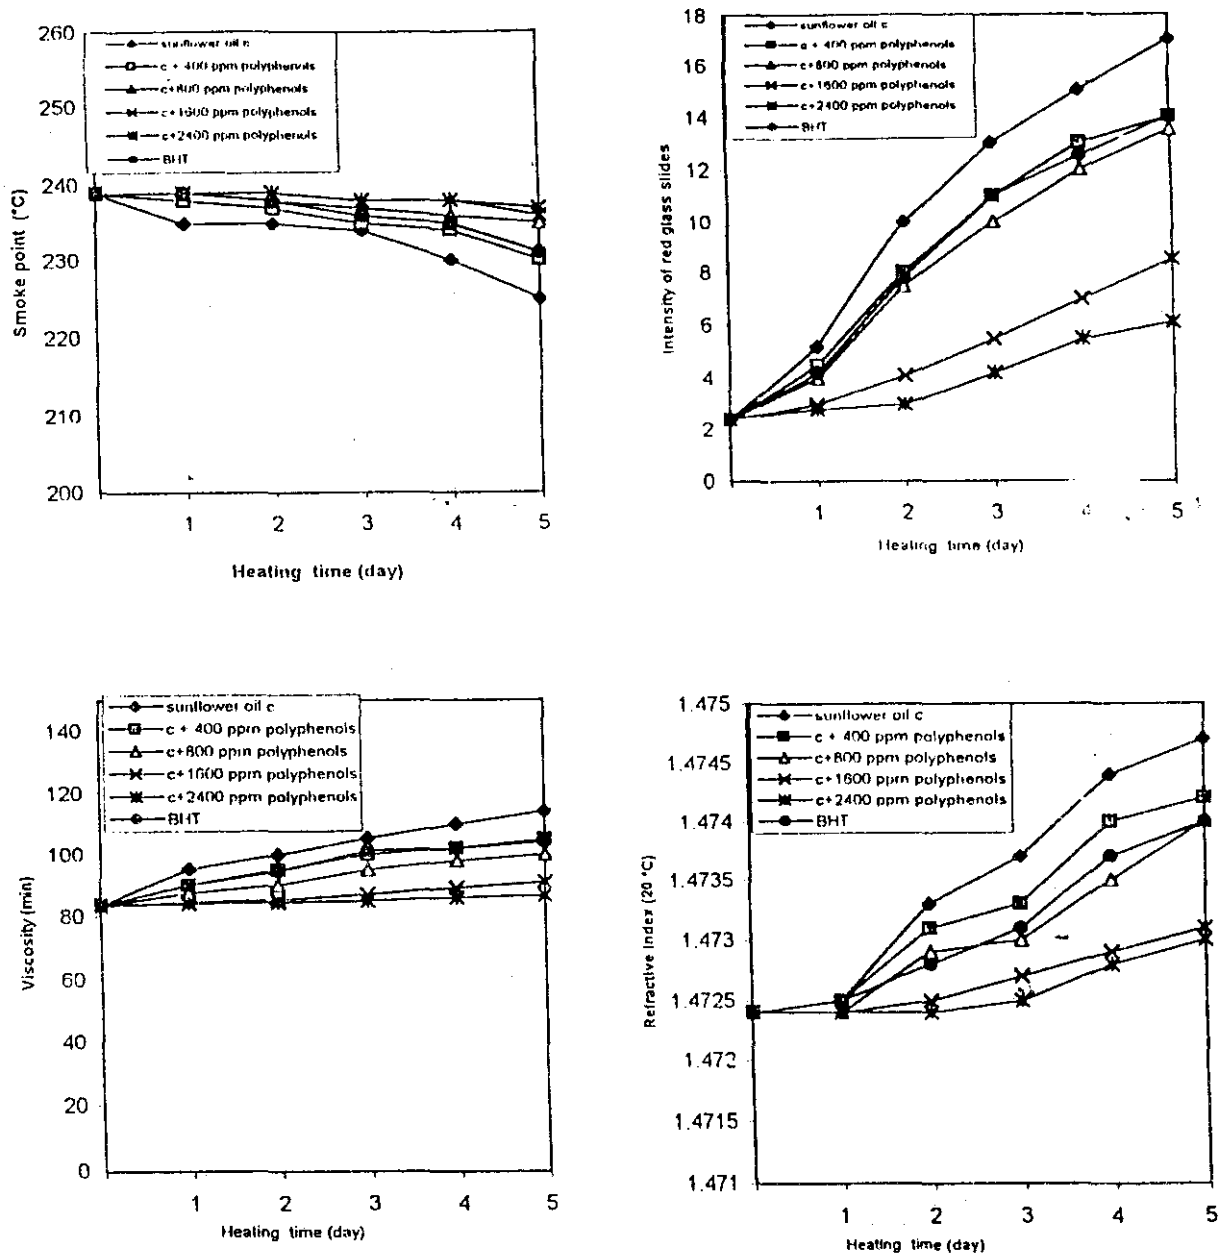 260
250
240
230
220
210
200
Smoke point (°C)
sunflower oil c
c + 400 ppm polyphenols
c+800 ppm polyphenols
c+1600 ppm polyphenols
c+2400 ppm polyphenols
BHT
1 2 3 4 5
Heating time (day)
18
16
14
12
10
8
6
4
2
0
Intensity of red glass slides
sunflower oil c
c + 400 ppm polyphenols
c+800 ppm polyphenols
c+1600 ppm polyphenols
c+2400 ppm polyphenols
BHT
1 2 3 4 5
Heating time (day)
140
120
100
80
60
40
20
0
Viscosity (min)
sunflower oil c
c + 400 ppm polyphenols
c+800 ppm polyphenols
c+1600 ppm polyphenols
c+2400 ppm polyphenols
BHT
1 2 3 4 5
Heating time (day)
1.475
1.4745
1.474
1.4735
1.473
1.4725
1.472
1.4715
1.471
Refractive Index (20 °C)
sunflower oil c
c + 400 ppm polyphenols
c+800 ppm polyphenols
c+1600 ppm polyphenols
c+2400 ppm polyphenols
BHT
1 2 3 4 5
Heating time (day)